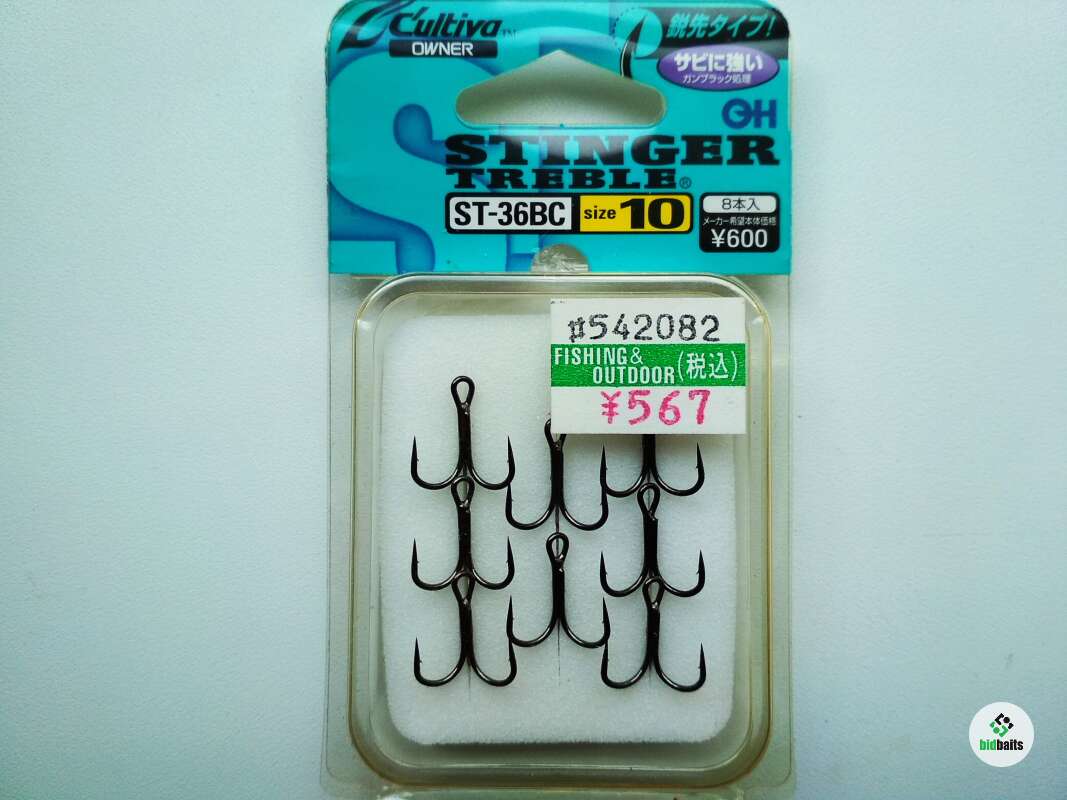 Cultiva™
OWNER
鋭先タイプ!
サビに強い
ガンブラック処理
OH
STINGER
TREBLE®
ST-36BC size 10
8本入
メーカー希望本体価格
¥600
#542082
FISHING &
OUTDOOR (税込)
¥567
bidbaits